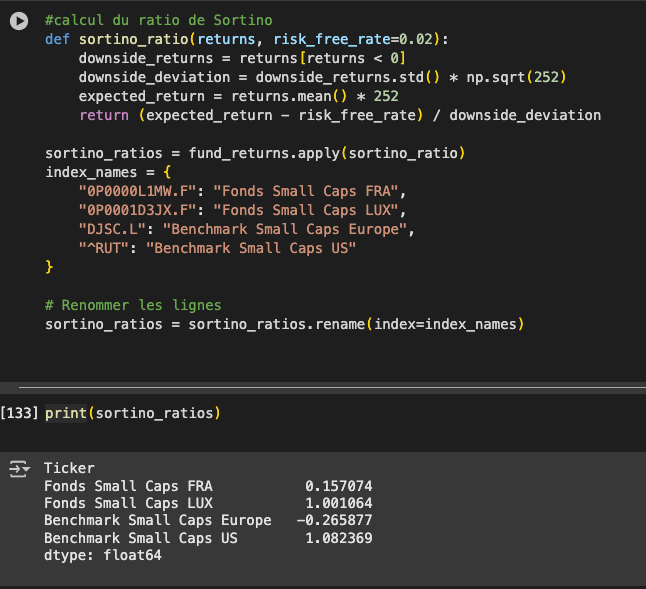 #calcul du ratio de Sortino
def sortino_ratio(returns, risk_free_rate=0.02):
    downside_returns = returns[returns < 0]
    downside_deviation = downside_returns.std() * np.sqrt(252)
    expected_return = returns.mean() * 252
    return (expected_return - risk_free_rate) / downside_deviation

sortino_ratios = fund_returns.apply(sortino_ratio)
index_names = {
    "0P0000L1MW.F": "Fonds Small Caps FRA",
    "0P0001D3JX.F": "Fonds Small Caps LUX",
    "DJSC.L": "Benchmark Small Caps Europe",
    "^RUT": "Benchmark Small Caps US"
}

# Renommer les lignes
sortino_ratios = sortino_ratios.rename(index=index_names)

[133] print(sortino_ratios)

Ticker
Fonds Small Caps FRA           0.157074
Fonds Small Caps LUX           1.001064
Benchmark Small Caps Europe   -0.265877
Benchmark Small Caps US        1.082369
dtype: float64